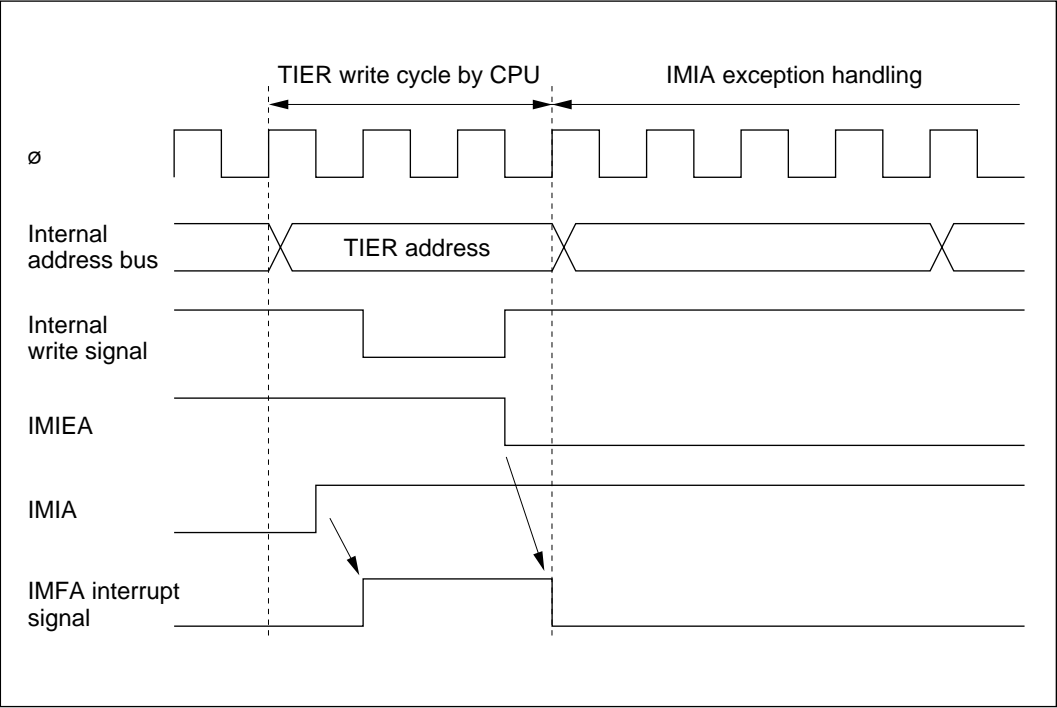 TIER write cycle by CPU
IMIA exception handling
ø
Internal
address bus
TIER address
Internal
write signal
IMIEA
IMIA
IMFA interrupt
signal